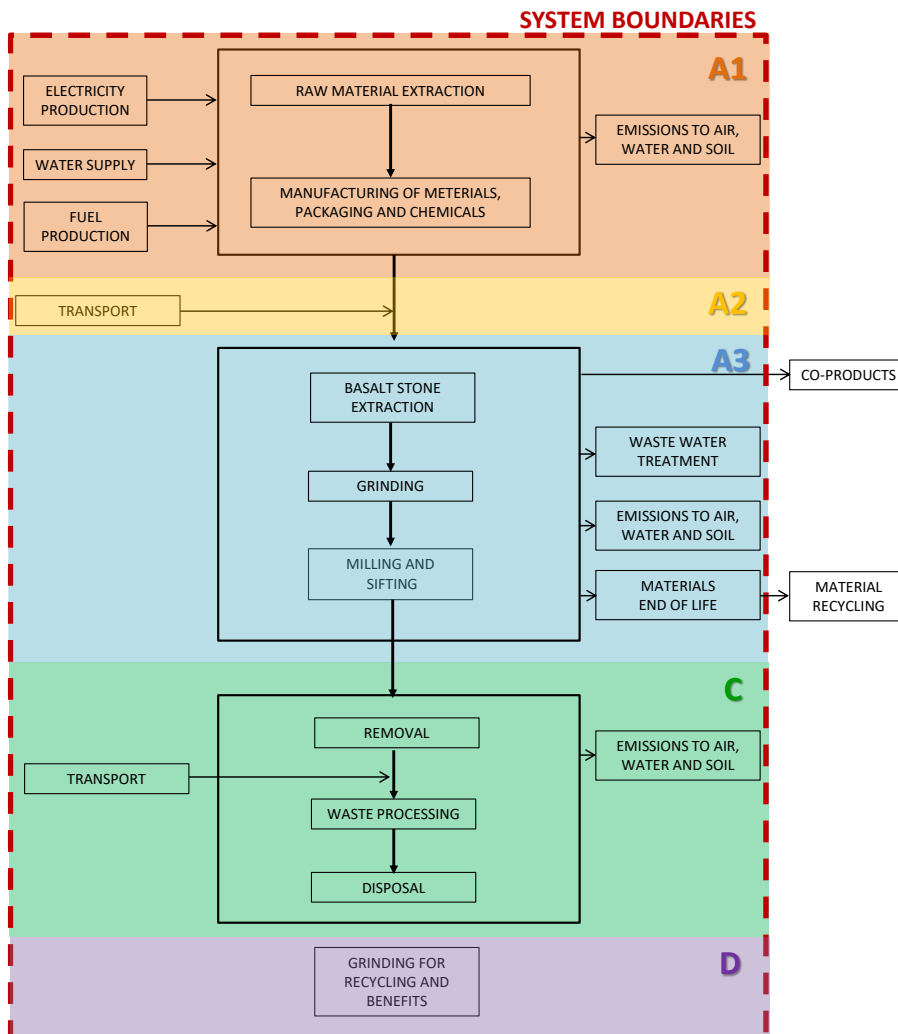 SYSTEM BOUNDARIES
A1
ELECTRICITY
PRODUCTION
RAW MATERIAL EXTRACTION
EMISSIONS TO AIR,
WATER AND SOIL
WATER SUPPLY
MANUFACTURING OF METERIALS,
PACKAGING AND CHEMICALS
FUEL
PRODUCTION
A2
TRANSPORT
A3
CO-PRODUCTS
BASALT STONE
EXTRACTION
WASTE WATER
TREATMENT
GRINDING
EMISSIONS TO AIR,
WATER AND SOIL
MILLING AND
SIFTING
MATERIALS
END OF LIFE
MATERIAL
RECYCLING
C
REMOVAL
EMISSIONS TO AIR,
WATER AND SOIL
TRANSPORT
WASTE PROCESSING
DISPOSAL
D
GRINDING FOR
RECYCLING AND
BENEFITS